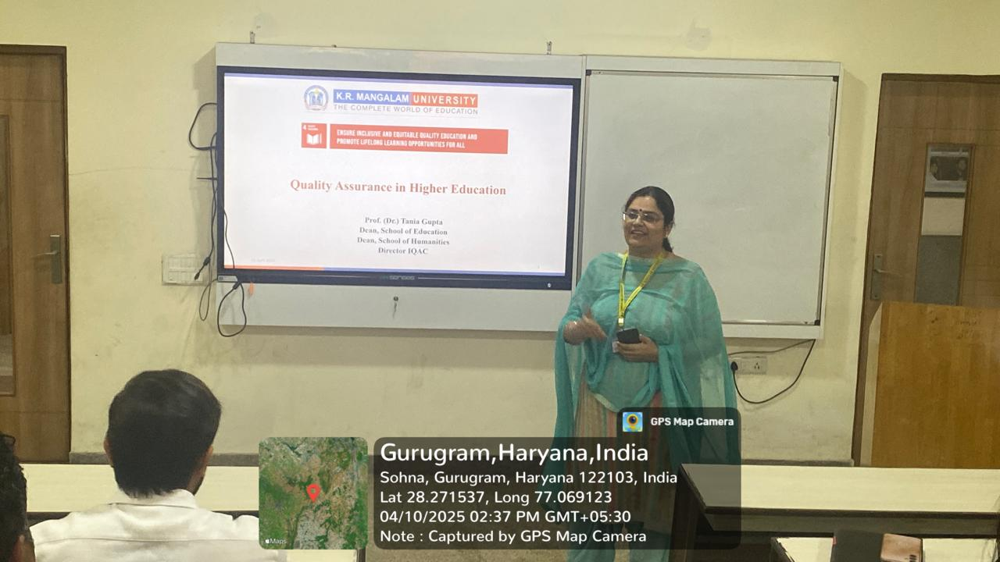 K.R. MANGALAM UNIVERSITY
THE COMPLETE WORLD OF EDUCATION
4
ENSURE INCLUSIVE AND EQUITABLE QUALITY EDUCATION AND
PROMOTE LIFELONG LEARNING OPPORTUNITIES FOR ALL
Quality Assurance in Higher Education
Prof. (Dr.) Tania Gupta
Dean, School of Education
Dean, School of Humanities
Director IQAC
GPS Map Camera
Gurugram,Haryana,India
Sohna, Gurugram, Haryana 122103, India
Lat 28.271537, Long 77.069123
04/10/2025 02:37 PM GMT+05:30
Note : Captured by GPS Map Camera
Maps